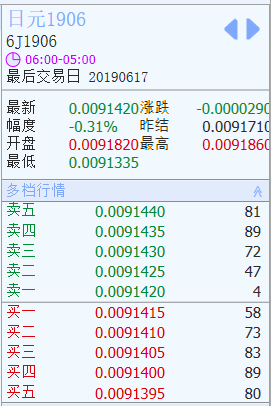 日元1906
6J1906
06:00-05:00
最后交易日 20190617
最新 0.0091420 涨跌 -0.0000290
幅度 -0.31% 昨结 0.0091710
开盘 0.0091820 最高 0.0091860
最低 0.0091335
多档行情
卖五 0.0091440 81
卖四 0.0091435 89
卖三 0.0091430 72
卖二 0.0091425 47
卖一 0.0091420 4
买一 0.0091415 58
买二 0.0091410 73
买三 0.0091405 83
买四 0.0091400 89
买五 0.0091395 80